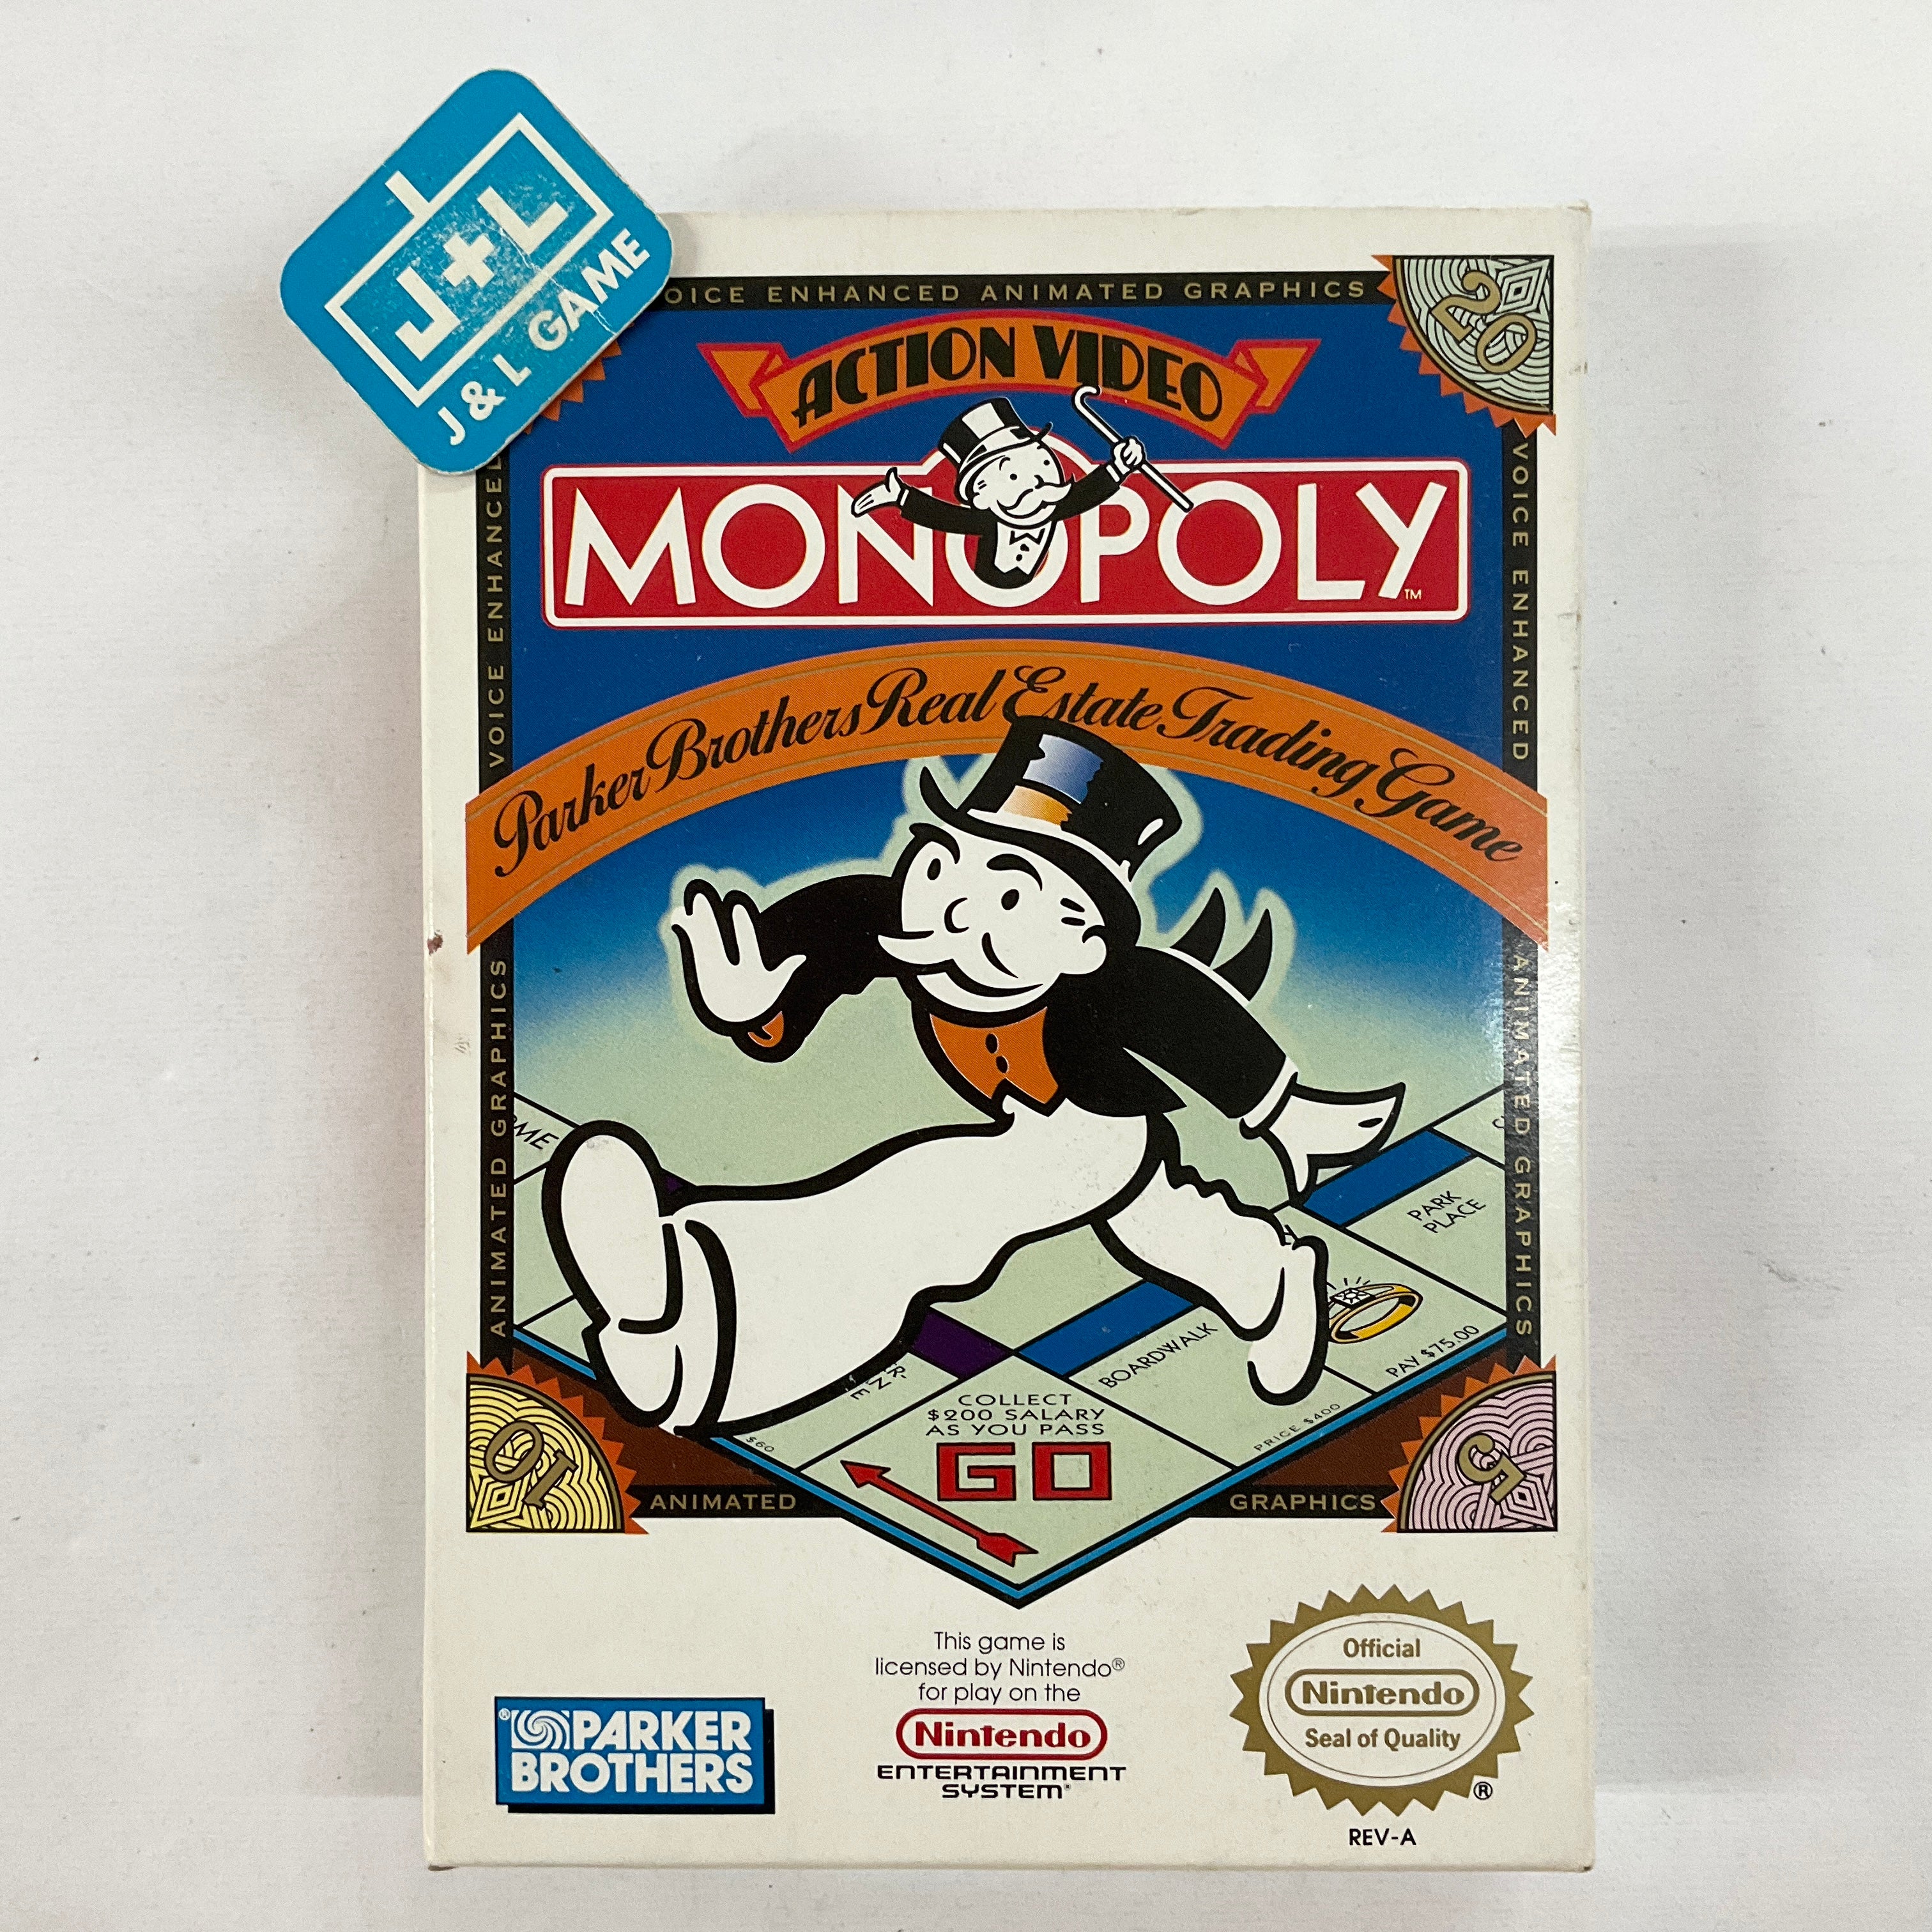 J+L
J & L GAME
OICE ENHANCED ANIMATED GRAPHICS
20
ACTION VIDEO
MONOPOLY™
VOICE ENHANCED
VOICE ENHANCED
Parker Brothers Real Estate Trading Game
ANIMATED GRAPHICS
ANIMATED GRAPHICS
PARK
PLACE
BOARDWALK
PRICE $400
PAY $75.00
$60
COLLECT
$200 SALARY
AS YOU PASS
GO
10
5
ANIMATED
GRAPHICS
This game is
licensed by Nintendo®
for play on the
Nintendo
ENTERTAINMENT
SYSTEM®
® PARKER
BROTHERS
Official
Nintendo
Seal of Quality
®
REV-A